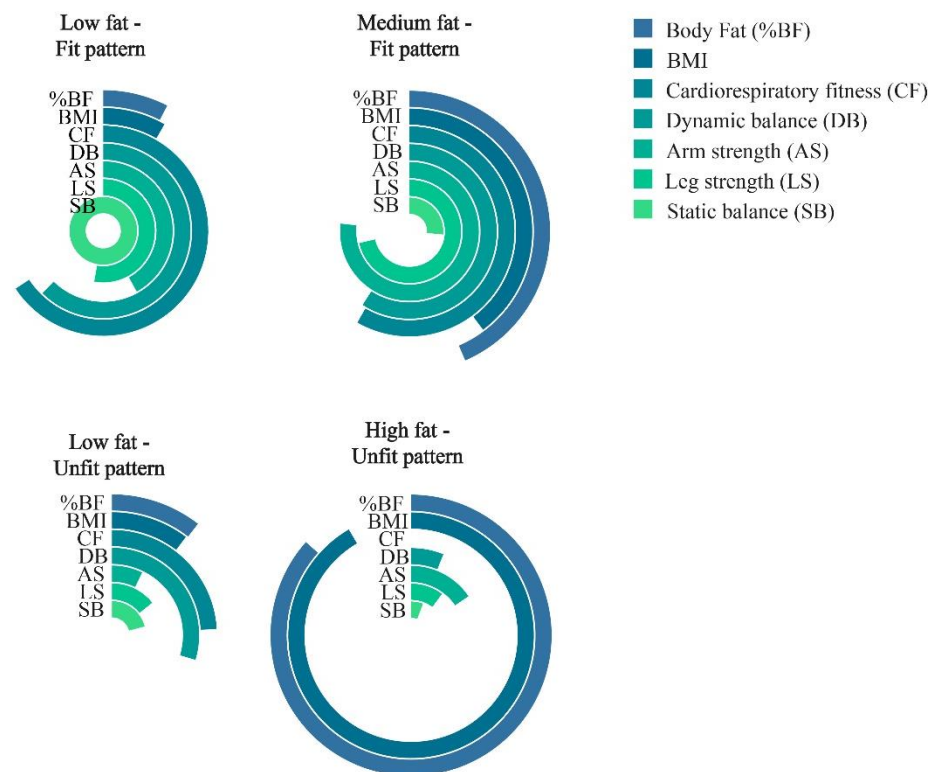 Low fat -
Fit pattern
%BF
BMI
CF
DB
AS
LS
SB
Medium fat -
Fit pattern
%BF
BMI
CF
DB
AS
LS
SB
Body Fat (%BF)
BMI
Cardiorespiratory fitness (CF)
Dynamic balance (DB)
Arm strength (AS)
Leg strength (LS)
Static balance (SB)
Low fat -
Unfit pattern
%BF
BMI
CF
DB
AS
LS
SB
High fat -
Unfit pattern
%BF
BMI
CF
DB
AS
LS
SB